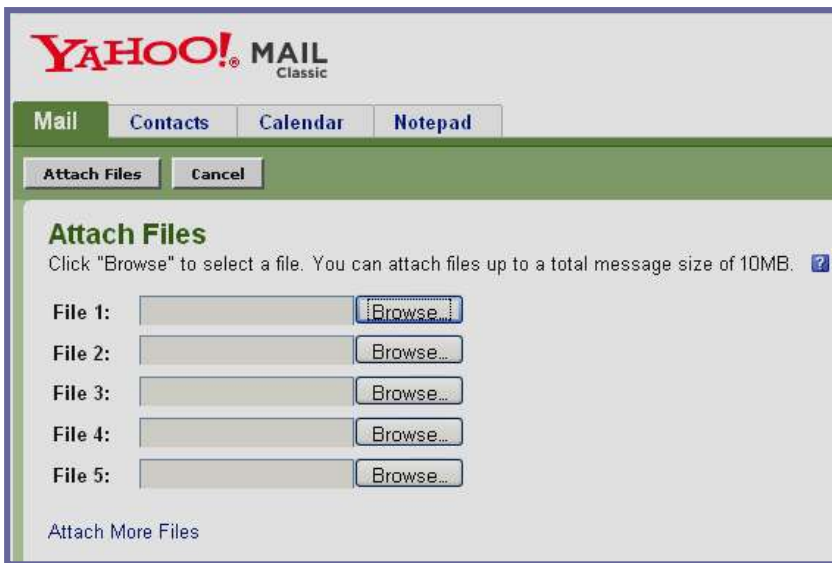 YAHOO!® MAIL
Classic
Mail Contacts Calendar Notepad
Attach Files Cancel
Attach Files
Click "Browse" to select a file. You can attach files up to a total message size of 10MB. ?
File 1: Browse...
File 2: Browse...
File 3: Browse...
File 4: Browse...
File 5: Browse...
Attach More Files